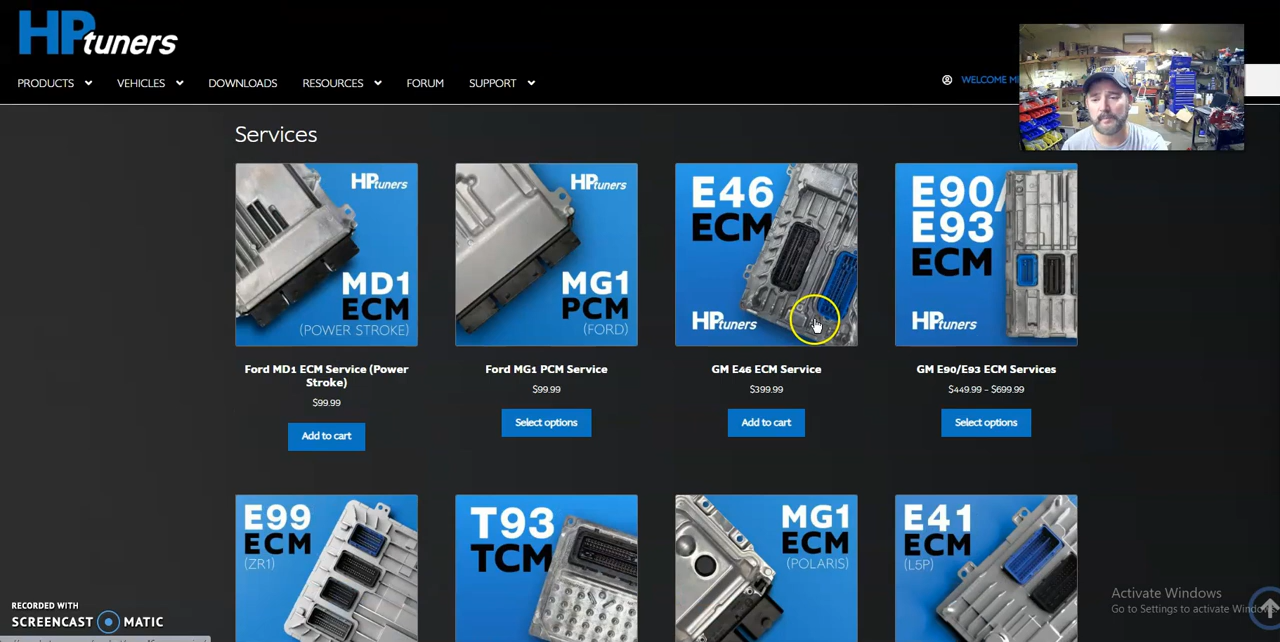 HPtuners
PRODUCTS VEHICLES DOWNLOADS RESOURCES FORUM SUPPORT
WELCOME
Services
HPtuners
MD1
ECM
(POWER STROKE)
HPtuners
MG1
PCM
(FORD)
E46
ECM
HPtuners
E90/
E93
ECM
HPtuners
Ford MD1 ECM Service (Power
Stroke)
$99.99
Add to cart
Ford MG1 PCM Service
$99.99
Select options
GM E46 ECM Service
$399.99
Add to cart
GM E90/E93 ECM Services
$449.99 – $699.99
Select options
E99
ECM
(ZR1)
T93
TCM
MG1
ECM
(POLARIS)
E41
ECM
(L5P)
RECORDED WITH
SCREENCAST MATIC
Activate Windows
Go to Settings to activate